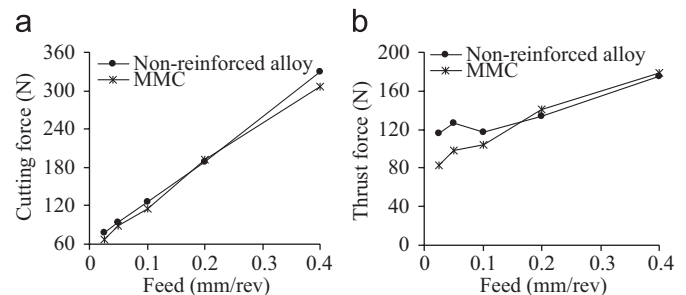 a
Cutting force (N)
360
300
240
180
120
60
Non-reinforced alloy
MMC
0 0.1 0.2 0.3 0.4
Feed (mm/rev)
b
Thrust force (N)
200
160
120
80
40
0
Non-reinforced alloy
MMC
0 0.1 0.2 0.3 0.4
Feed (mm/rev)